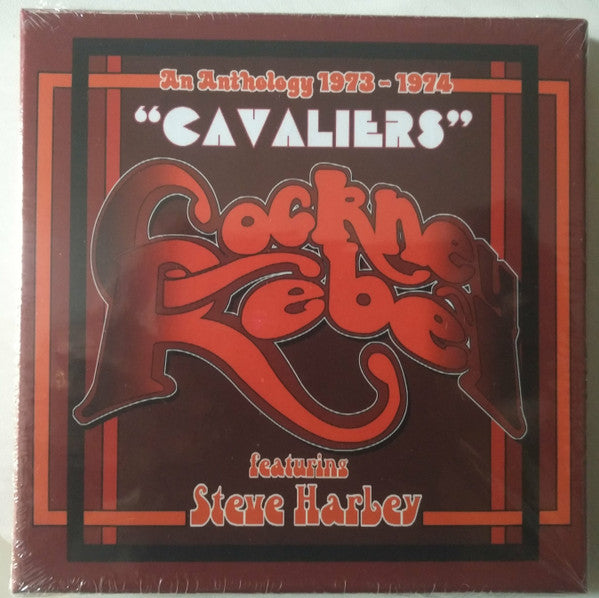 An Anthology 1973 - 1974
"CAVALIERS"
Cockney
Rebel
featuring
Steve Harley